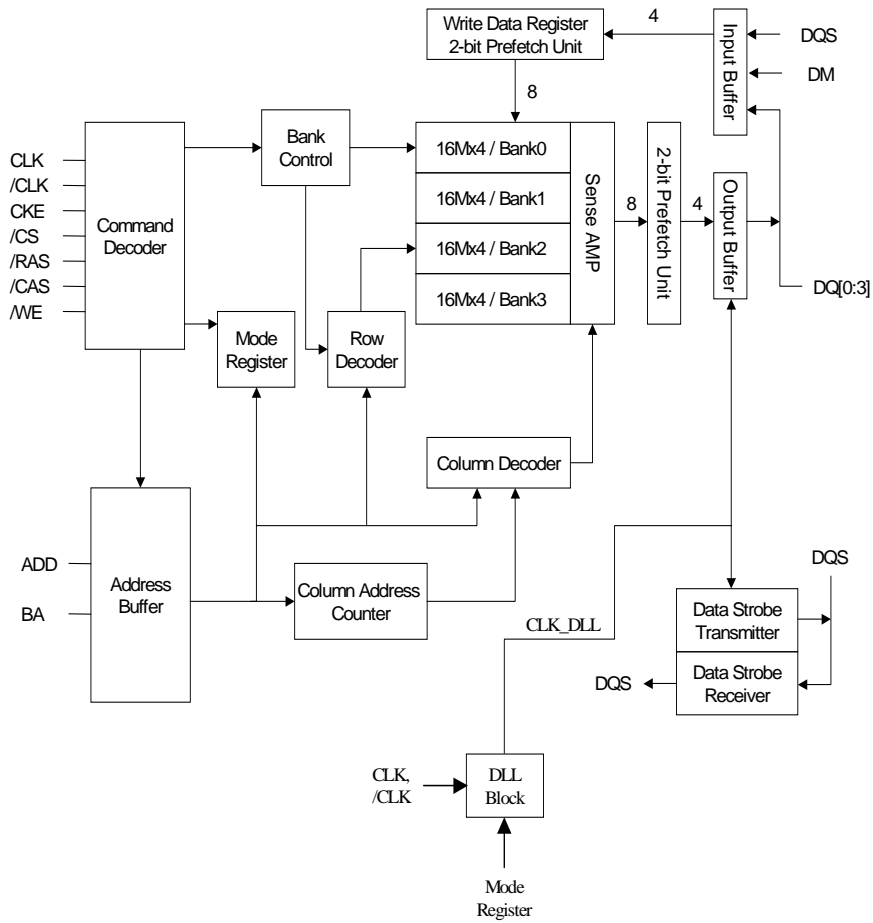 Write Data Register
2-bit Prefetch Unit
4
Input Buffer
DQS
DM
8
Bank
Control
16Mx4 / Bank0
16Mx4 / Bank1
16Mx4 / Bank2
16Mx4 / Bank3
Sense AMP
8
2-bit Prefetch Unit
4
Output Buffer
DQ[0:3]
CLK
/CLK
CKE
/CS
/RAS
/CAS
/WE
Command
Decoder
Mode
Register
Row
Decoder
Column Decoder
ADD
BA
Address
Buffer
Column Address
Counter
CLK_DLL
DQS
Data Strobe
Transmitter
Data Strobe
Receiver
DQS
CLK,
/CLK
DLL
Block
Mode
Register